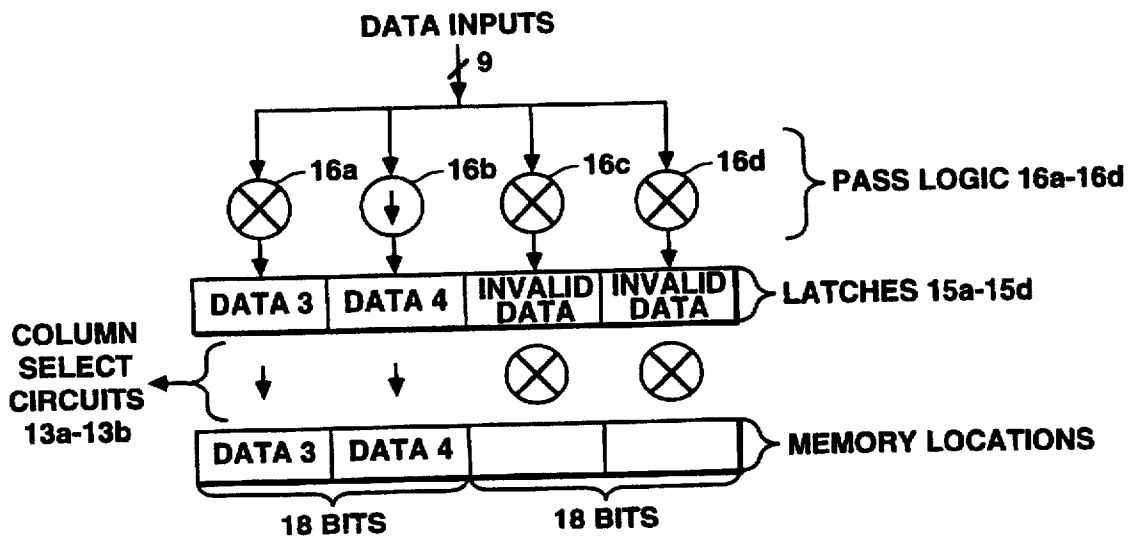 DATA INPUTS
9
16a
16b
16c
16d
PASS LOGIC 16a-16d
DATA 3
DATA 4
INVALID
DATA
INVALID
DATA
LATCHES 15a-15d
COLUMN
SELECT
CIRCUITS
13a-13b
DATA 3
DATA 4
MEMORY LOCATIONS
18 BITS
18 BITS